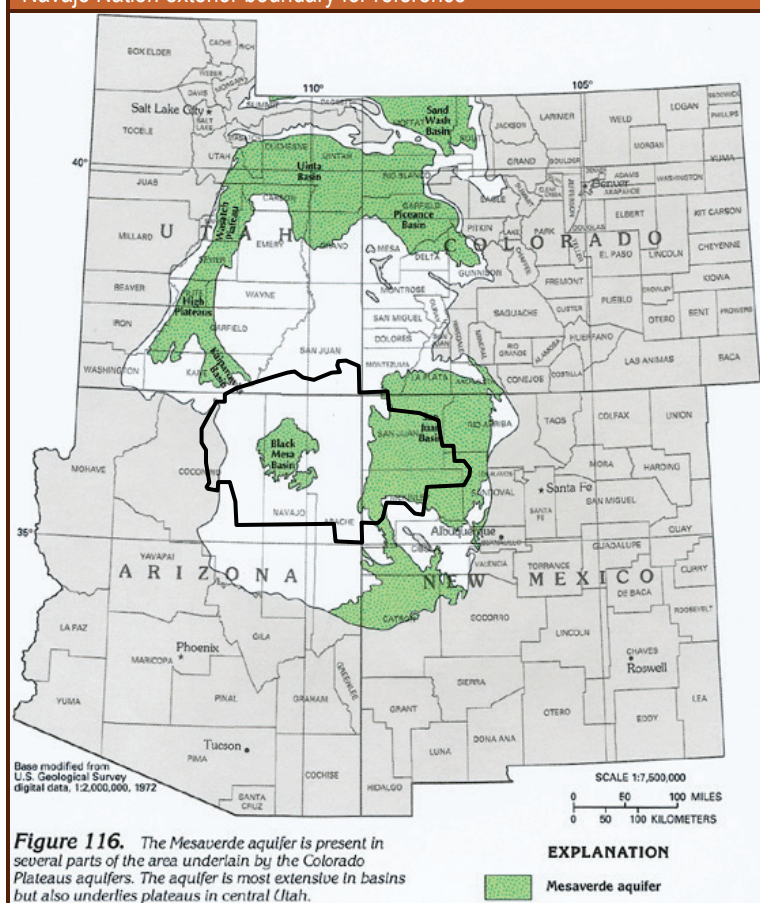 Navajo Nation exterior boundary for reference
BOX ELDER
CACHE
RICH
WEBER
MORGAN
DAVIS
110°
105°
SUMMIT
DAGGETT
Salt Lake City
SALT LAKE
TOOELE
MOFFAT
Sand Wash Basin
ROUTT
JACKSON
LARIMER
WELD
LOGAN
SEDGWICK
PHILLIPS
MORGAN
WASATCH
DUCHESNE
UINTAH
40°
UTAH
Uinta Basin
RIO BLANCO
GRAND
BOULDER
Denver
ADAMS
ARAPAHOE
WASHINGTON
YUMA
JUAB
CARBON
GARFIELD
EAGLE
JEFFERSON
Wasatch Plateau
Piceance Basin
PITKIN
LAKE
PARK
DOUGLAS
ELBERT
KIT CARSON
MILLARD
UTAH
EMERY
GRAND
MESA
COLORADO
TELLER
EL PASO
LINCOLN
CHEYENNE
DELTA
GUNNISON
CHAFFEE
SEVIER
FREMONT
KIOWA
BEAVER
PIUTE
WAYNE
MONTROSE
CROWLEY
PUEBLO
High Plateaus
OURAY
SAGUACHE
CUSTER
OTERO
BENT
PROWERS
IRON
GARFIELD
SAN MIGUEL
HINSDALE
DOLORES
SAN JUAN
MINERAL
RIO GRANDE
ALAMOSA
HUERFANO
SAN JUAN
LAS ANIMAS
BACA
WASHINGTON
KANE
Kaiparowits Basin
MONTEZUMA
LA PLATA
CONEJOS
COSTILLA
San Juan Basin
SAN JUAN
RIO ARRIBA
TAOS
COLFAX
UNION
Black Mesa Basin
MOHAVE
COCONINO
MORA
HARDING
Santa Fe
SANDOVAL
SANTA FE
SAN MIGUEL
NAVAJO
APACHE
QUAY
35°
Albuquerque
GUADALUPE
YAVAPAI
VALENCIA
CURRY
ARIZONA
NEW MEXICO
TORRANCE
DE BACA
ROOSEVELT
LA PAZ
CATRON
SOCORRO
GILA
LINCOLN
Phoenix
MARICOPA
CHAVES
Roswell
GREENLEE
SIERRA
YUMA
PINAL
GRAHAM
GRANT
OTERO
LEA
EDDY
DONA ANA
LUNA
Tucson
PIMA
COCHISE
HIDALGO
SANTA CRUZ
Base modified from
U.S. Geological Survey
digital data, 1:2,000,000, 1972
SCALE 1:7,500,000
0 50 100 MILES
0 50 100 KILOMETERS
Figure 116. The Mesaverde aquifer is present in
several parts of the area underlain by the Colorado
Plateaus aquifers. The aquifer is most extensive in basins
but also underlies plateaus in central Utah.
EXPLANATION
Mesaverde aquifer